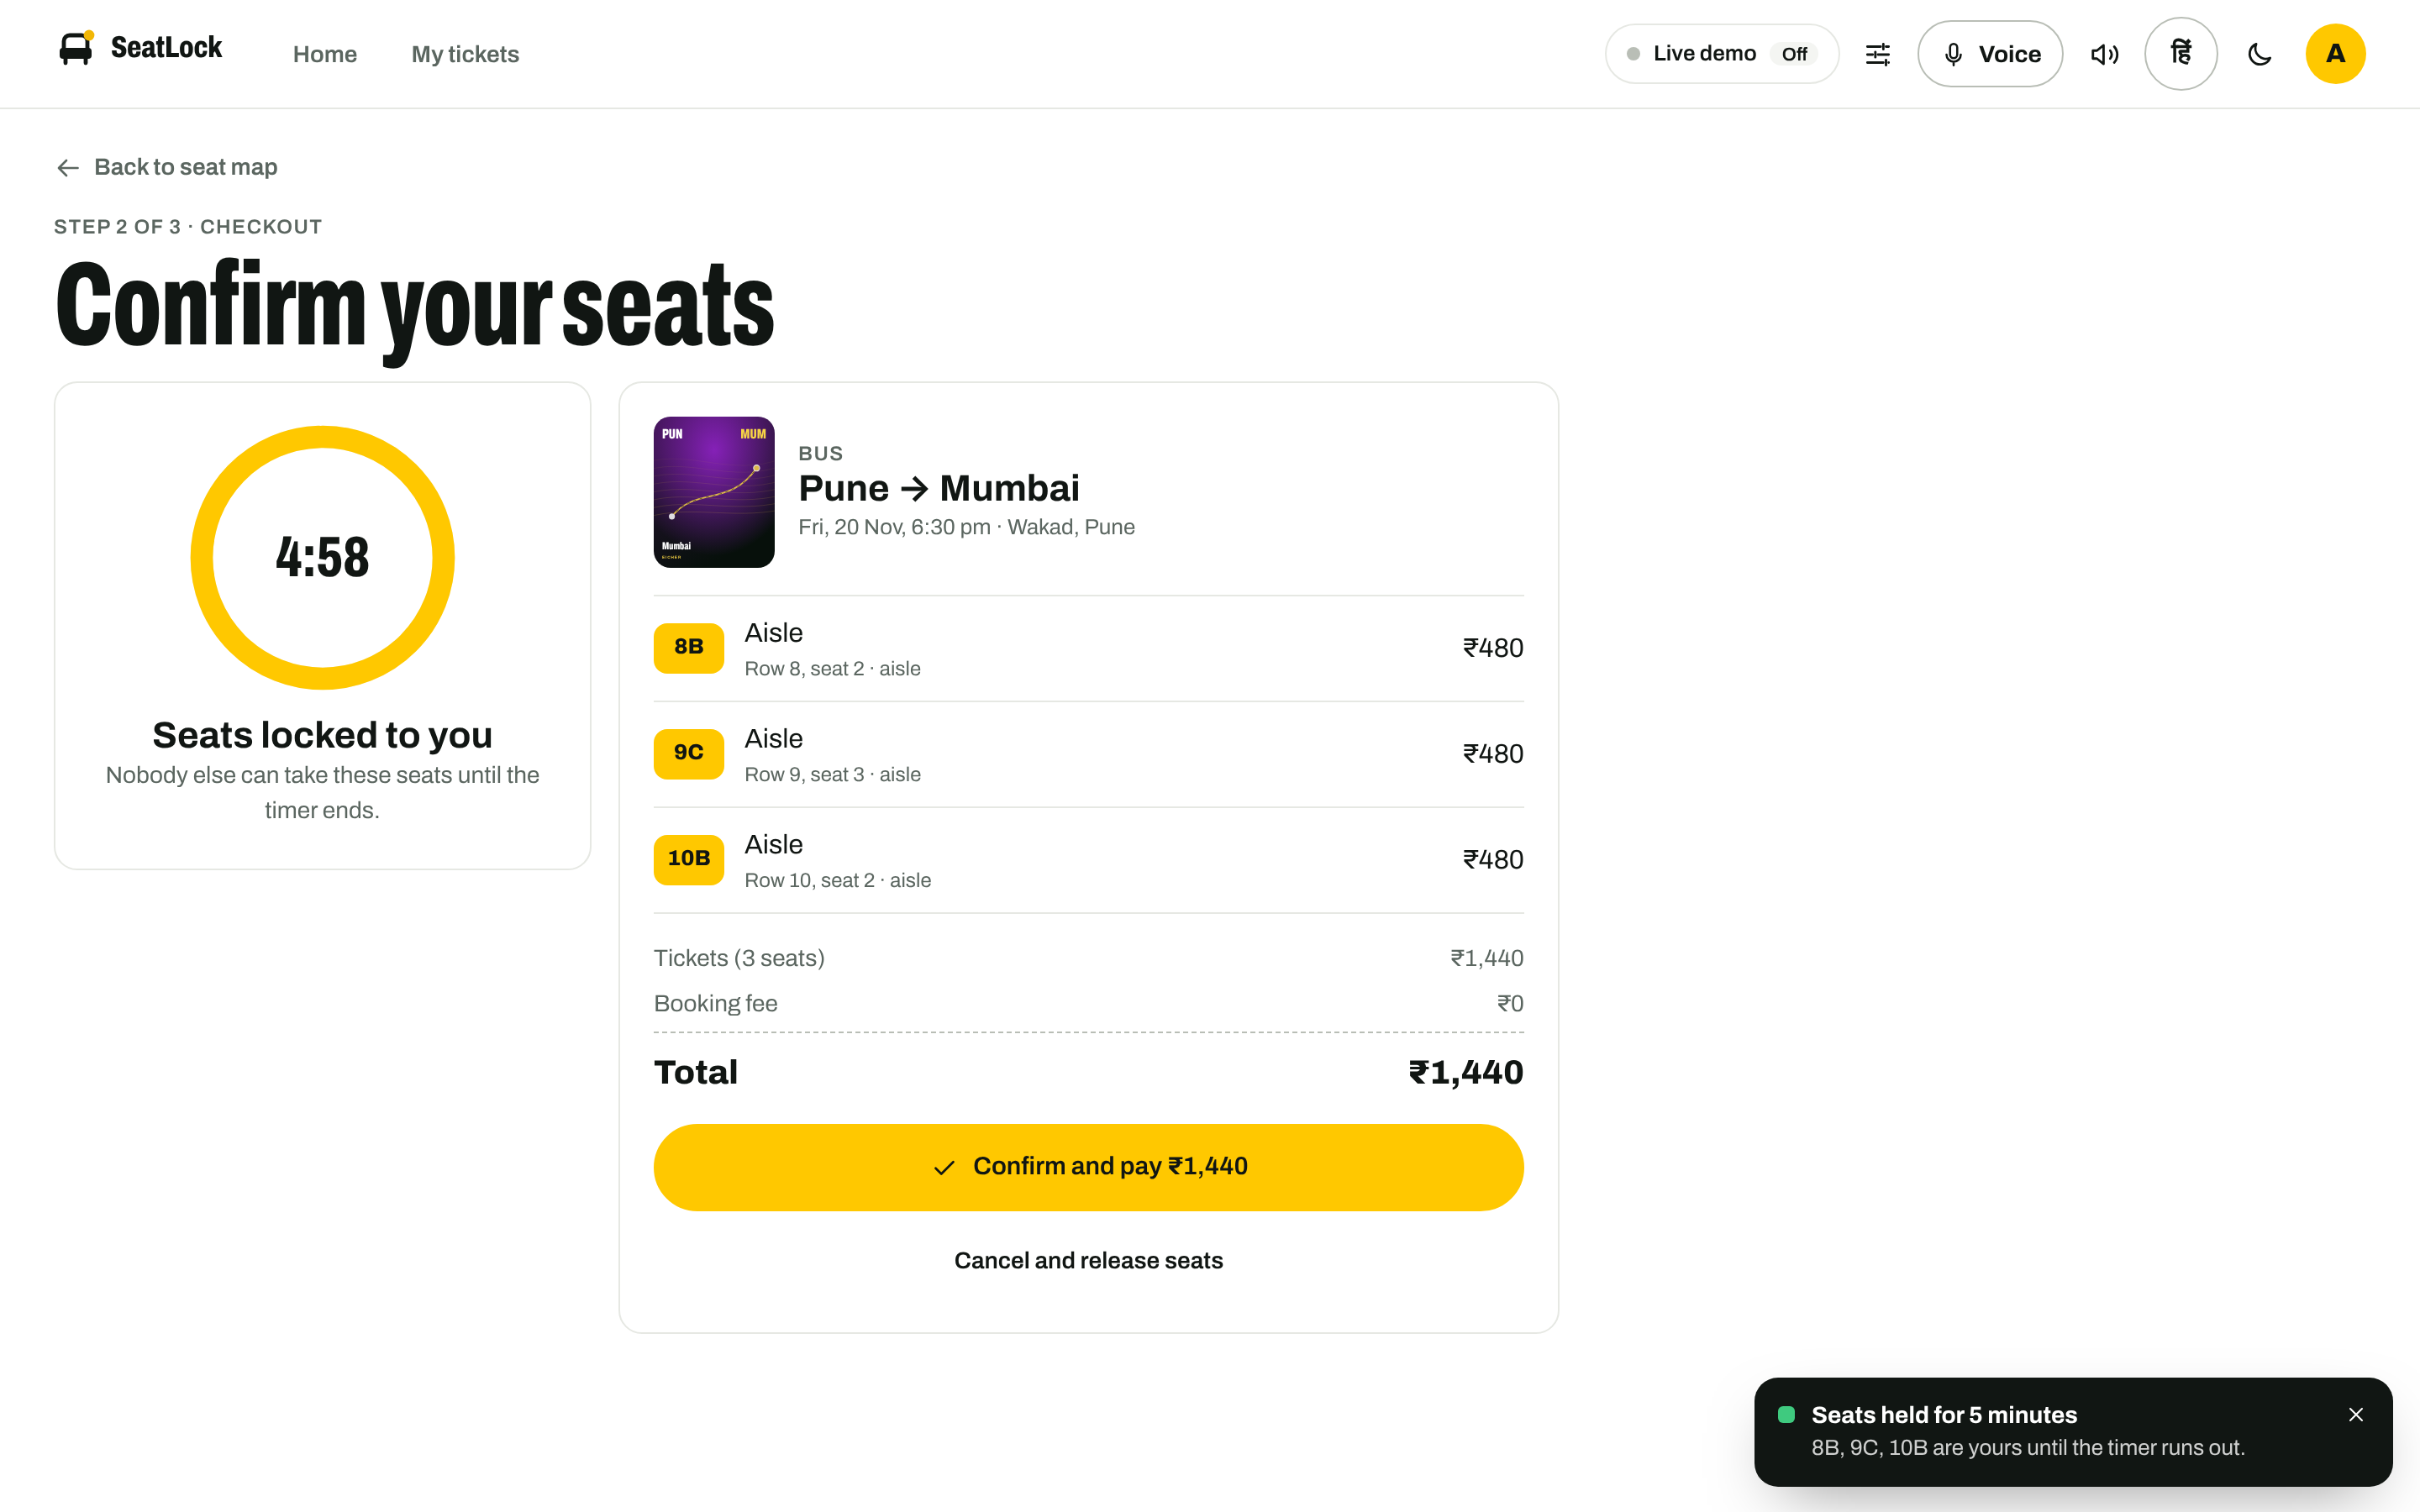 SeatLock
Home
My tickets
Live demo Off
Voice
हिं
A
Back to seat map
STEP 2 OF 3 · CHECKOUT
Confirm your seats
4:58
Seats locked to you
Nobody else can take these seats until the
timer ends.
PUN MUM
Mumbai
EICHER
BUS
Pune → Mumbai
Fri, 20 Nov, 6:30 pm · Wakad, Pune
8B Aisle ₹480
Row 8, seat 2 · aisle
9C Aisle ₹480
Row 9, seat 3 · aisle
10B Aisle ₹480
Row 10, seat 2 · aisle
Tickets (3 seats) ₹1,440
Booking fee ₹0
Total ₹1,440
Confirm and pay ₹1,440
Cancel and release seats
Seats held for 5 minutes
8B, 9C, 10B are yours until the timer runs out.